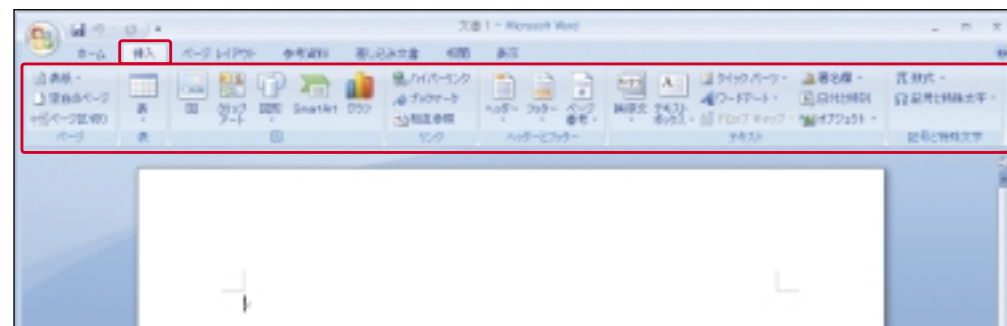 文書 1 - Microsoft Word
ホーム 挿入 ページ レイアウト 参考資料 差し込み文書 校閲 表示
表紙 ハイパーリンク クイック パーツ 署名欄 数式
空白のページ 表 図 クリップ アート 図形 SmartArt グラフ ブックマーク ヘッダー フッター ページ 番号 挨拶文 テキスト ボックス ワードアート 日付と時刻 記号と特殊文字
ページ区切り 相互参照 ドロップ キャップ オブジェクト
ページ 表 図 リンク ヘッダーとフッター テキスト 記号と特殊文字